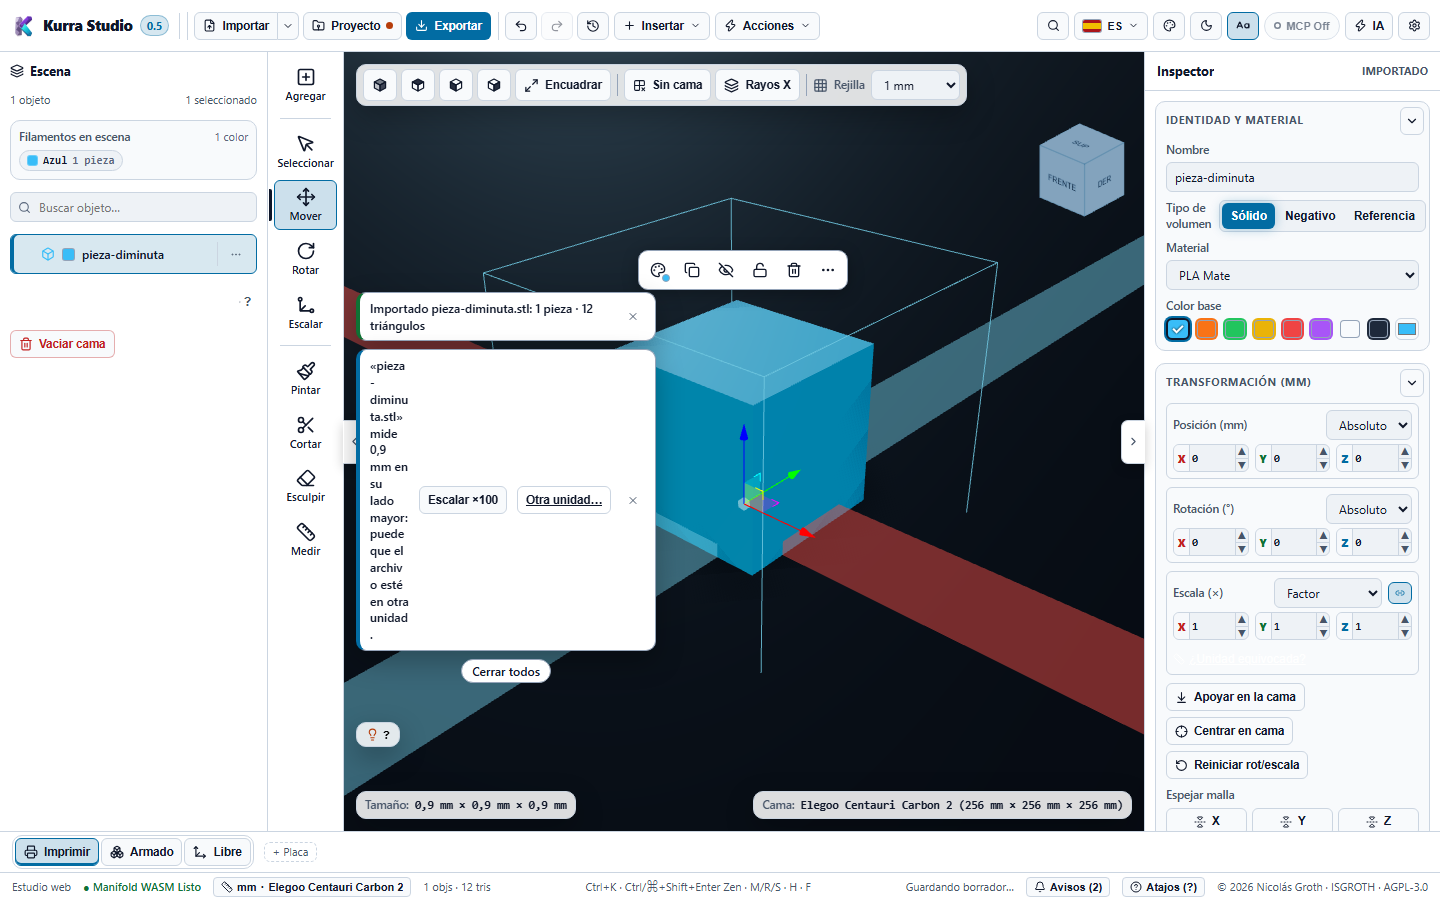 Kurra Studio 0.5 Importar Proyecto Exportar Insertar Acciones ES MCP Off IA
Escena
1 objeto 1 seleccionado
Filamentos en escena 1 color
Azul 1 pieza
Buscar objeto...
pieza-diminuta ...
?
Vaciar cama
Agregar
Seleccionar
Mover
Rotar
Escalar
Pintar
Cortar
Esculpir
Medir
Encuadrar Sin cama Rayos X Rejilla 1 mm
SUP
FRENTE DER
Importado pieza-diminuta.stl: 1 pieza · 12
triángulos
«pieza
-
diminu
ta.stl»
mide
0,9
mm en
su
lado
mayor:
puede
que el
archiv
o esté
en otra
unidad
.
Escalar ×100 Otra unidad...
Cerrar todos
?
Tamaño: 0,9 mm × 0,9 mm × 0,9 mm
Cama: Elegoo Centauri Carbon 2 (256 mm × 256 mm × 256 mm)
Inspector IMPORTADO
IDENTIDAD Y MATERIAL
Nombre
pieza-diminuta
Tipo de
volumen
Sólido Negativo Referencia
Material
PLA Mate
Color base
TRANSFORMACIÓN (MM)
Posición (mm) Absoluto
X 0 Y 0 Z 0
Rotación (°) Absoluto
X 0 Y 0 Z 0
Escala (×) Factor
X 1 Y 1 Z 1
Apoyar en la cama
Centrar en cama
Reiniciar rot/escala
Espejar malla
X Y Z
Imprimir Armado Libre + Placa
Estudio web ● Manifold WASM Listo mm · Elegoo Centauri Carbon 2 1 objs · 12 tris Ctrl+K · Ctrl/⌘+Shift+Enter Zen · M/R/S · H · F Guardando borrador... Avisos (2) Atajos (?) © 2026 Nicolás Groth · ISGROTH · AGPL-3.0